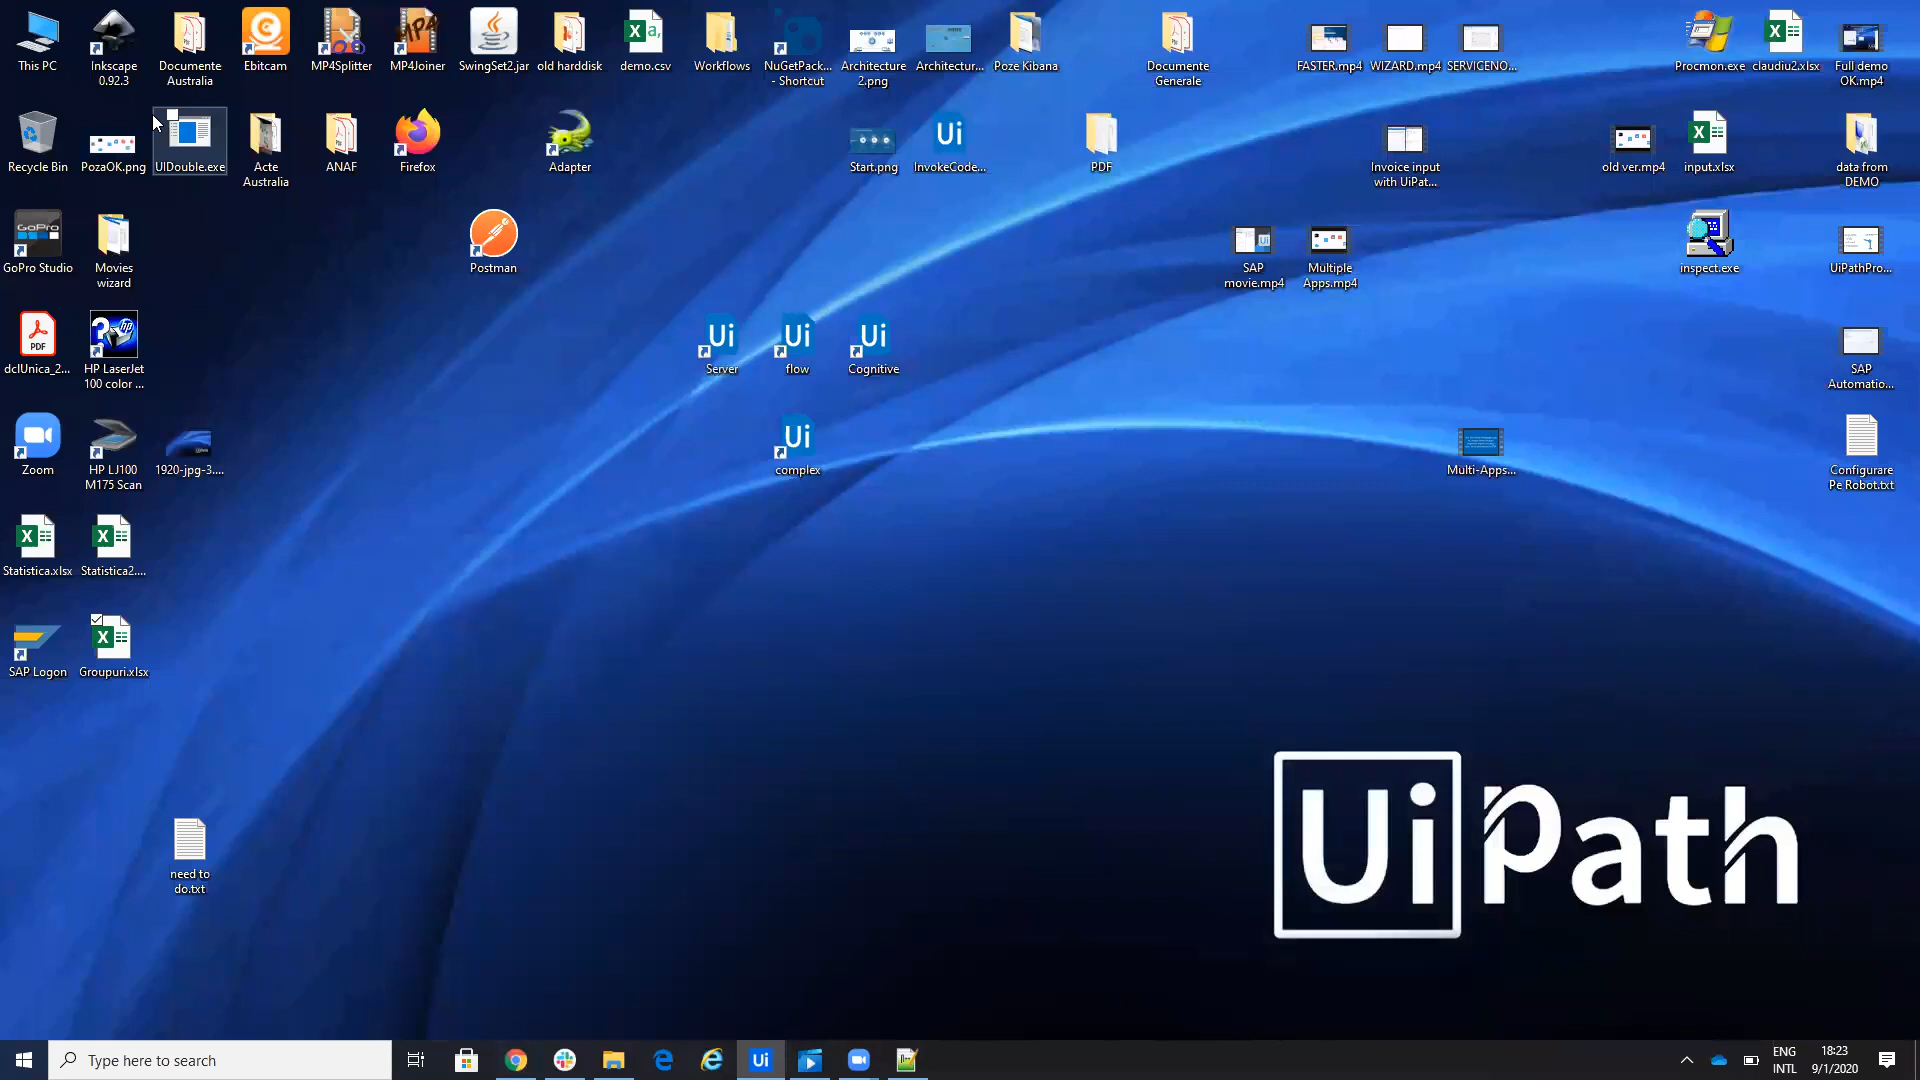 This PC
Inkscape
0.92.3
Documente
Australia
Ebitcam
MP4Splitter
MP4Joiner
SwingSet2.jar
old harddisk
demo.csv
Workflows
NuGetPack...
- Shortcut
Architecture
2.png
Architectur...
Poze Kibana
Documente
Generale
FASTER.mp4
WIZARD.mp4
SERVICENO...
Procmon.exe
claudiu2.xlsx
Full demo
OK.mp4
Recycle Bin
PozaOK.png
UIDouble.exe
Acte
Australia
ANAF
Firefox
Adapter
Start.png
InvokeCode...
PDF
Invoice input
with UiPat...
old ver.mp4
input.xlsx
data from
DEMO
GoPro Studio
Movies
wizard
Postman
SAP
movie.mp4
Multiple
Apps.mp4
inspect.exe
UiPathPro...
dclUnica_2...
HP LaserJet
100 color ...
Server
flow
Cognitive
SAP
Automatio...
Zoom
HP LJ100
M175 Scan
1920-jpg-3....
complex
Multi-Apps...
Configurare
Pe Robot.txt
Statistica.xlsx
Statistica2....
SAP Logon
Groupuri.xlsx
need to
do.txt
UiPath
Type here to search
ENG
INTL
18:23
9/1/2020